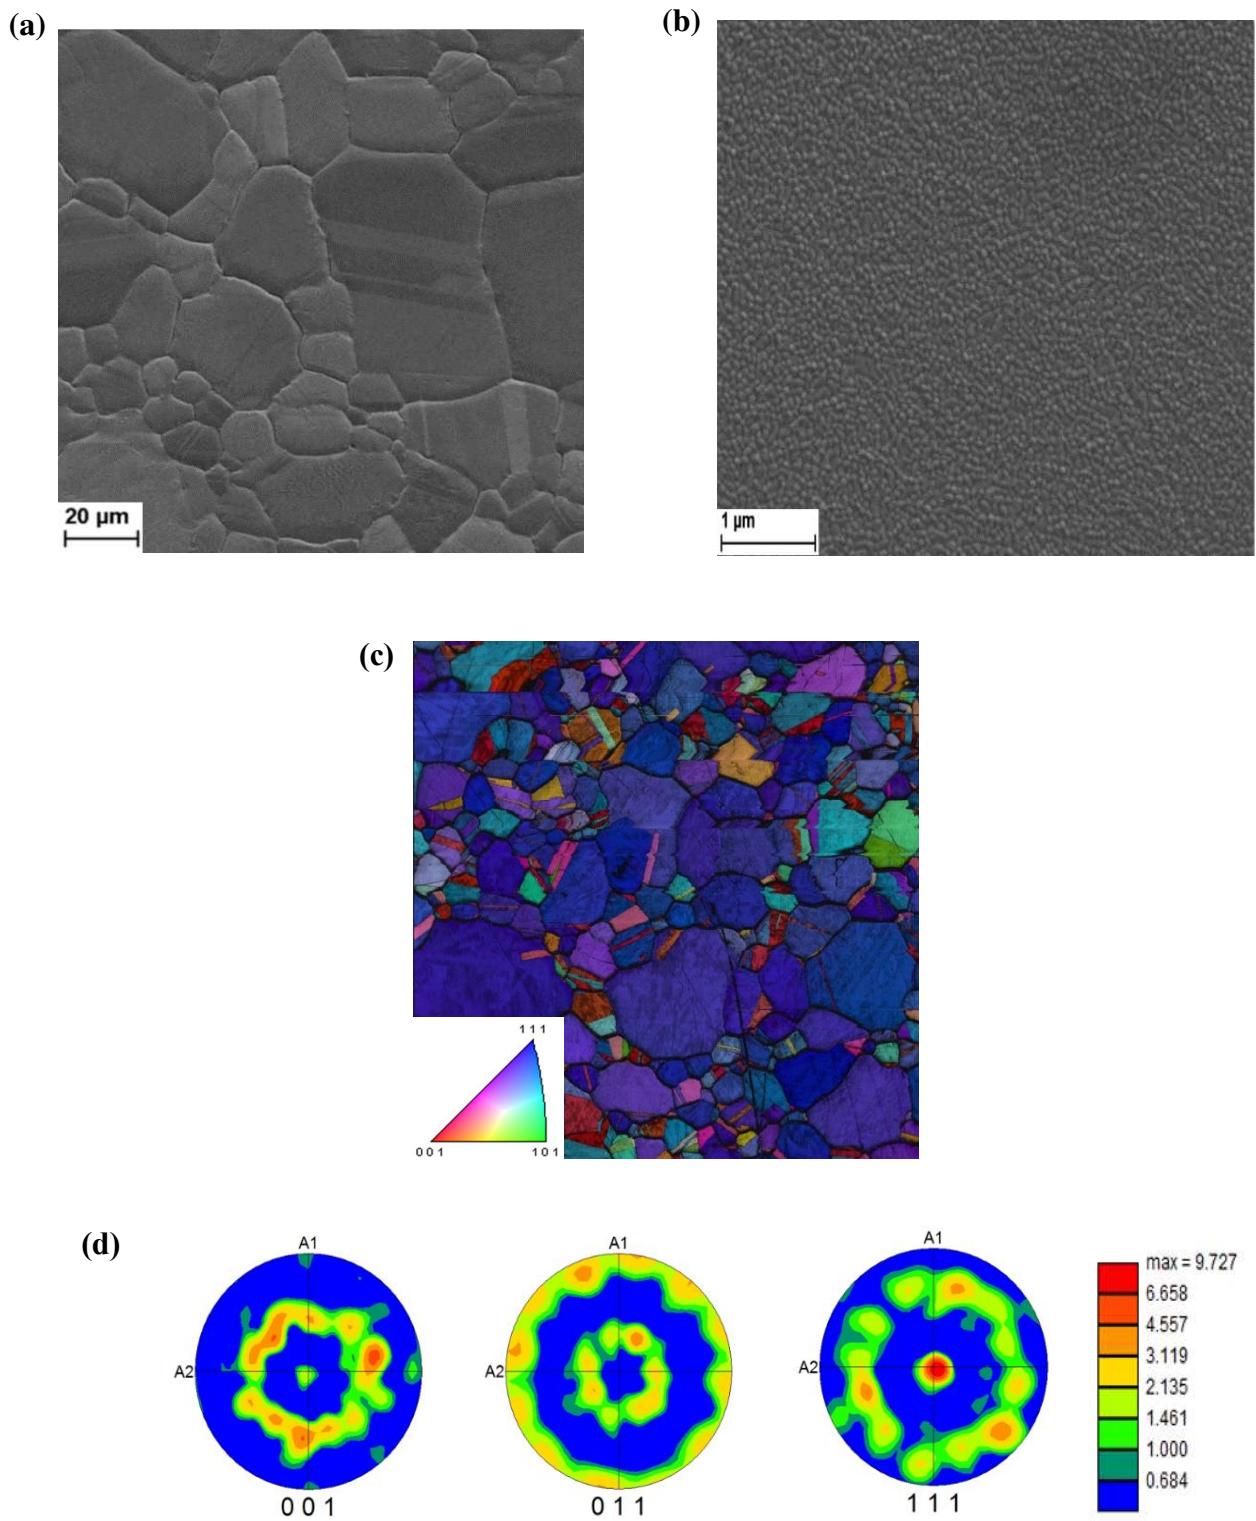 (a)
(b)
20 µm
1 µm
(c)
1 1 1
0 0 1
1 0 1
(d)
A1
A1
A1
A2
A2
A2
0 0 1
0 1 1
1 1 1
max = 9.727
6.658
4.557
3.119
2.135
1.461
1.000
0.684